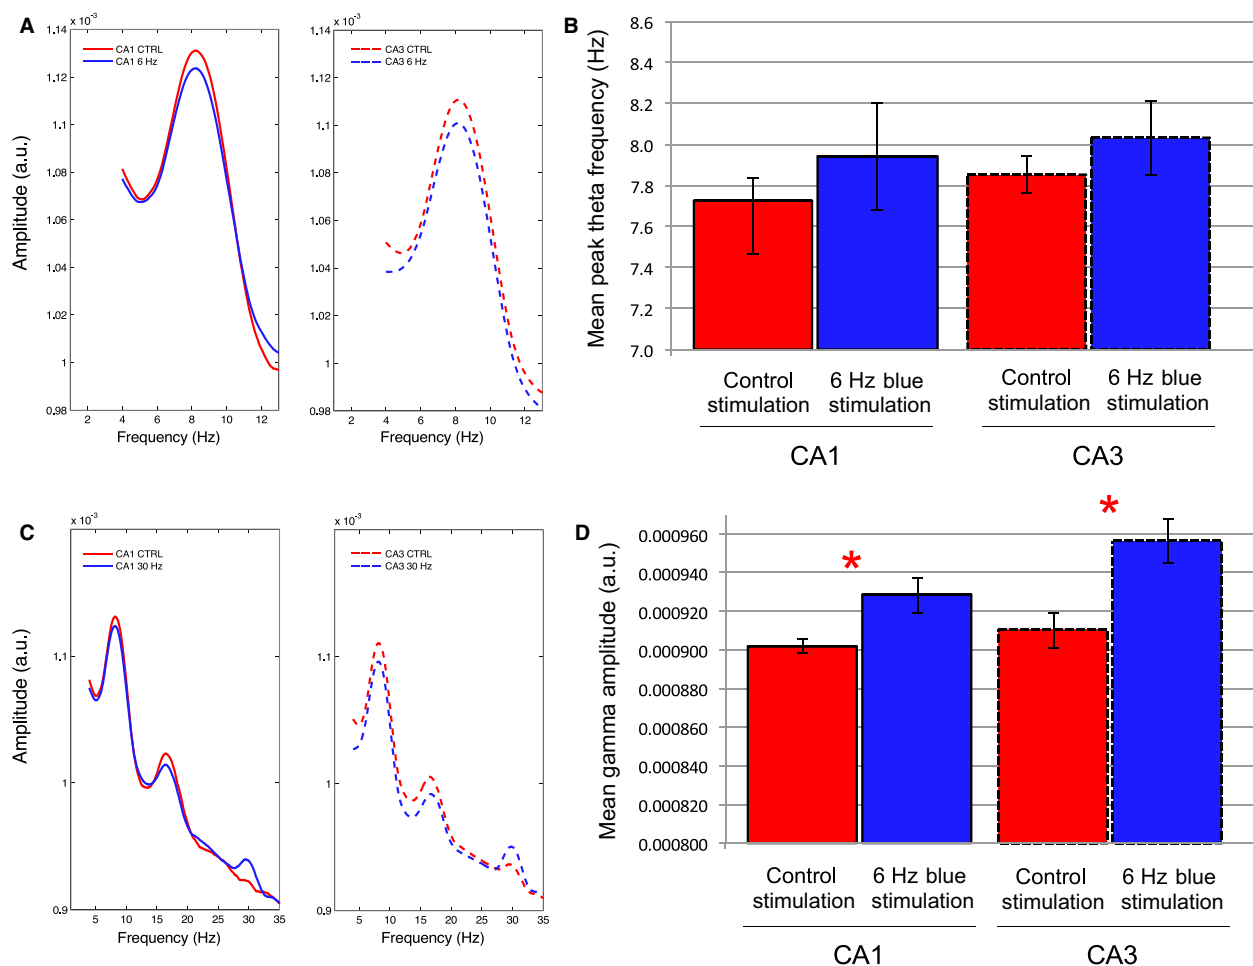 A
x 10⁻³
1.14
1.12
1.1
1.08
1.06
1.04
1.02
1
0.98
2 4 6 8 10 12
Amplitude (a.u.)
Frequency (Hz)
CA1 CTRL
CA1 6 Hz
x 10⁻³
1.14
1.12
1.1
1.08
1.06
1.04
1.02
1
0.98
2 4 6 8 10 12
Frequency (Hz)
CA3 CTRL
CA3 6 Hz
B
Mean peak theta frequency (Hz)
8.6
8.4
8.2
8.0
7.8
7.6
7.4
7.2
7.0
Control
stimulation
6 Hz blue
stimulation
Control
stimulation
6 Hz blue
stimulation
CA1
CA3
C
x 10⁻³
1.1
1
0.9
5 10 15 20 25 30 35
Amplitude (a.u.)
Frequency (Hz)
CA1 CTRL
CA1 30 Hz
x 10⁻³
1.1
1
0.9
5 10 15 20 25 30 35
Frequency (Hz)
CA3 CTRL
CA3 30 Hz
D
Mean gamma amplitude (a.u.)
0.000960
0.000940
0.000920
0.000900
0.000880
0.000860
0.000840
0.000820
0.000800
*
*
Control
stimulation
6 Hz blue
stimulation
Control
stimulation
6 Hz blue
stimulation
CA1
CA3